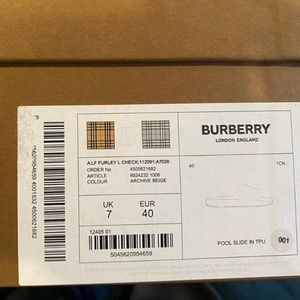 BURBERRY
LONDON ENGLAND
A:LF FURLEY L CHECK:112091:A7026
ORDER No 4500621682
ARTICLE 8024232 1006
COLOUR ARCHIVE BEIGE
40 1CN
UK EUR
7 40
12405 01
5045620954659
POOL SLIDE IN TPU 001